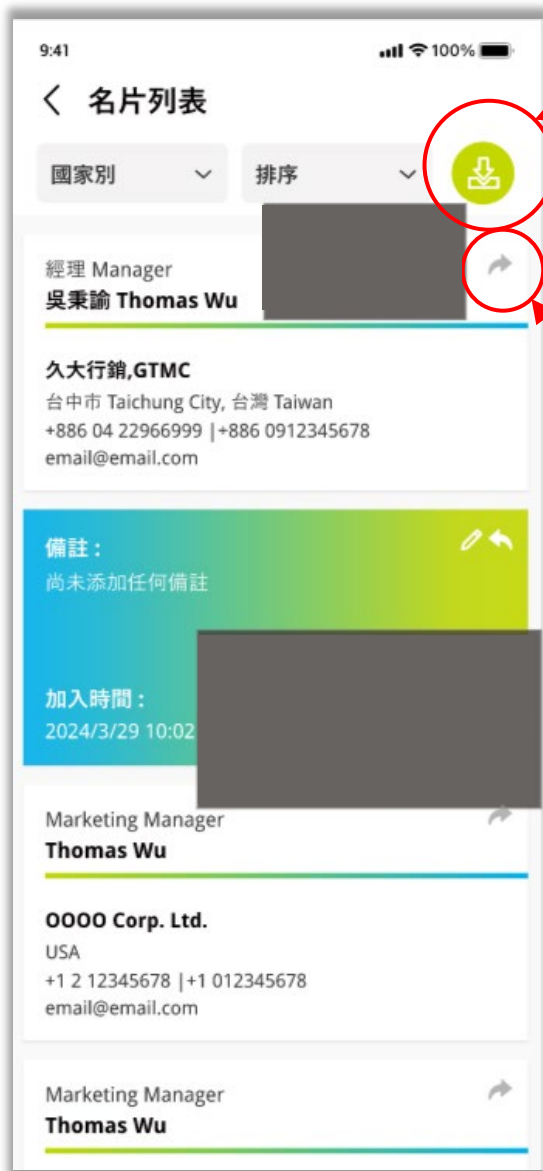 9:41 100%
名片列表
國家別 排序
經理 Manager
吳秉諭 Thomas Wu
久大行銷,GTMC
台中市 Taichung City, 台灣 Taiwan
+886 04 22966999 |+886 0912345678
email@email.com
備註 :
尚未添加任何備註
加入時間 :
2024/3/29 10:02
Marketing Manager
Thomas Wu
OOOO Corp. Ltd.
USA
+1 2 12345678 |+1 012345678
email@email.com
Marketing Manager
Thomas Wu